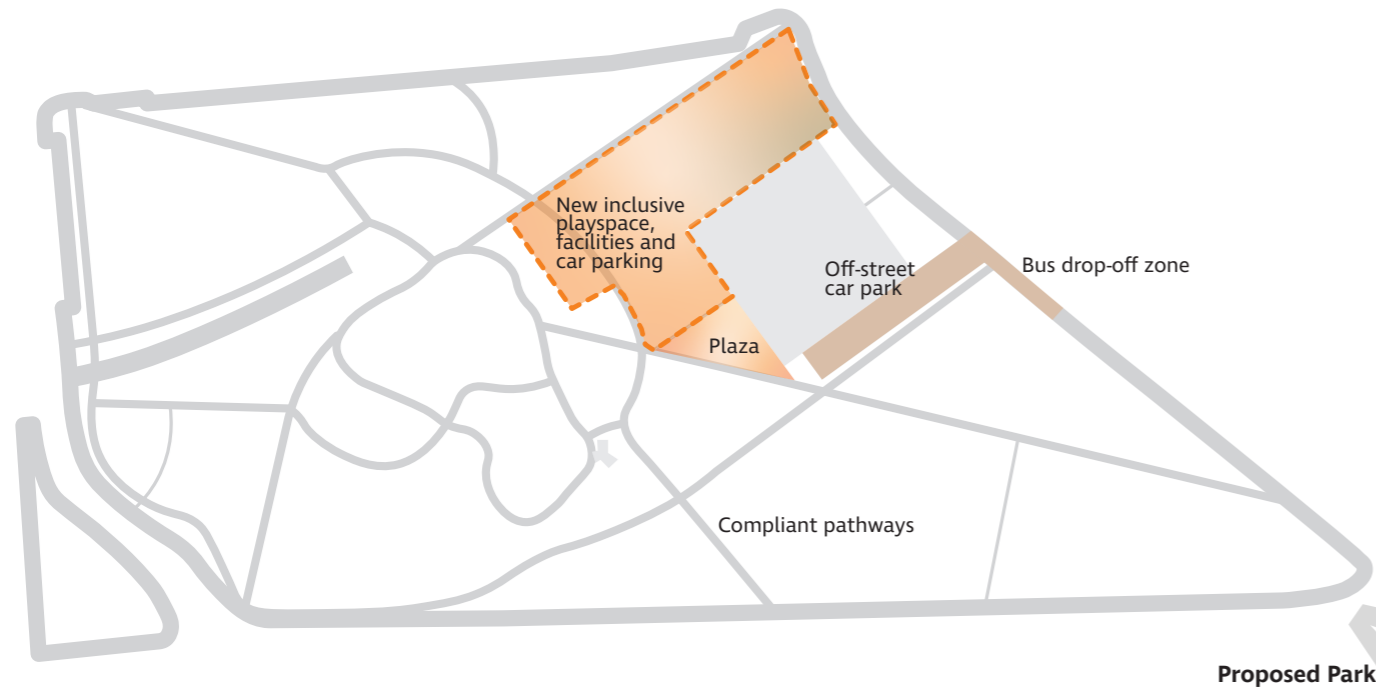 New inclusive
playspace,
facilities and
car parking
Off-street
car park
Bus drop-off zone
Plaza
Compliant pathways
Proposed Park